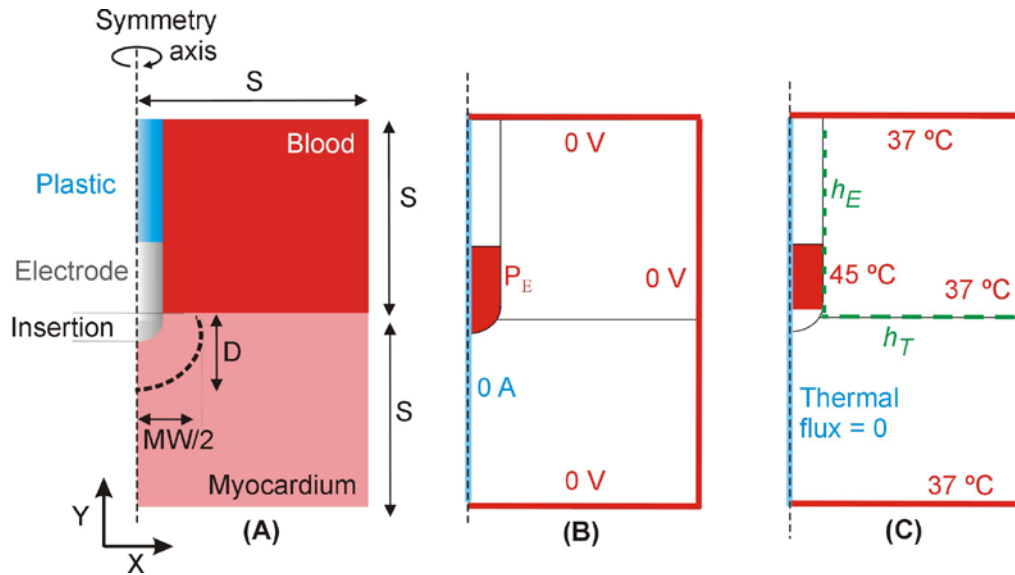 Symmetry
axis
S
Blood
Plastic
S
Electrode
Insertion
D
S
MW/2
Myocardium
Y
X
(A)
0 V
P_E
0 V
0 A
0 V
(B)
37 ºC
h_E
45 ºC
37 ºC
h_T
Thermal
flux = 0
37 ºC
(C)